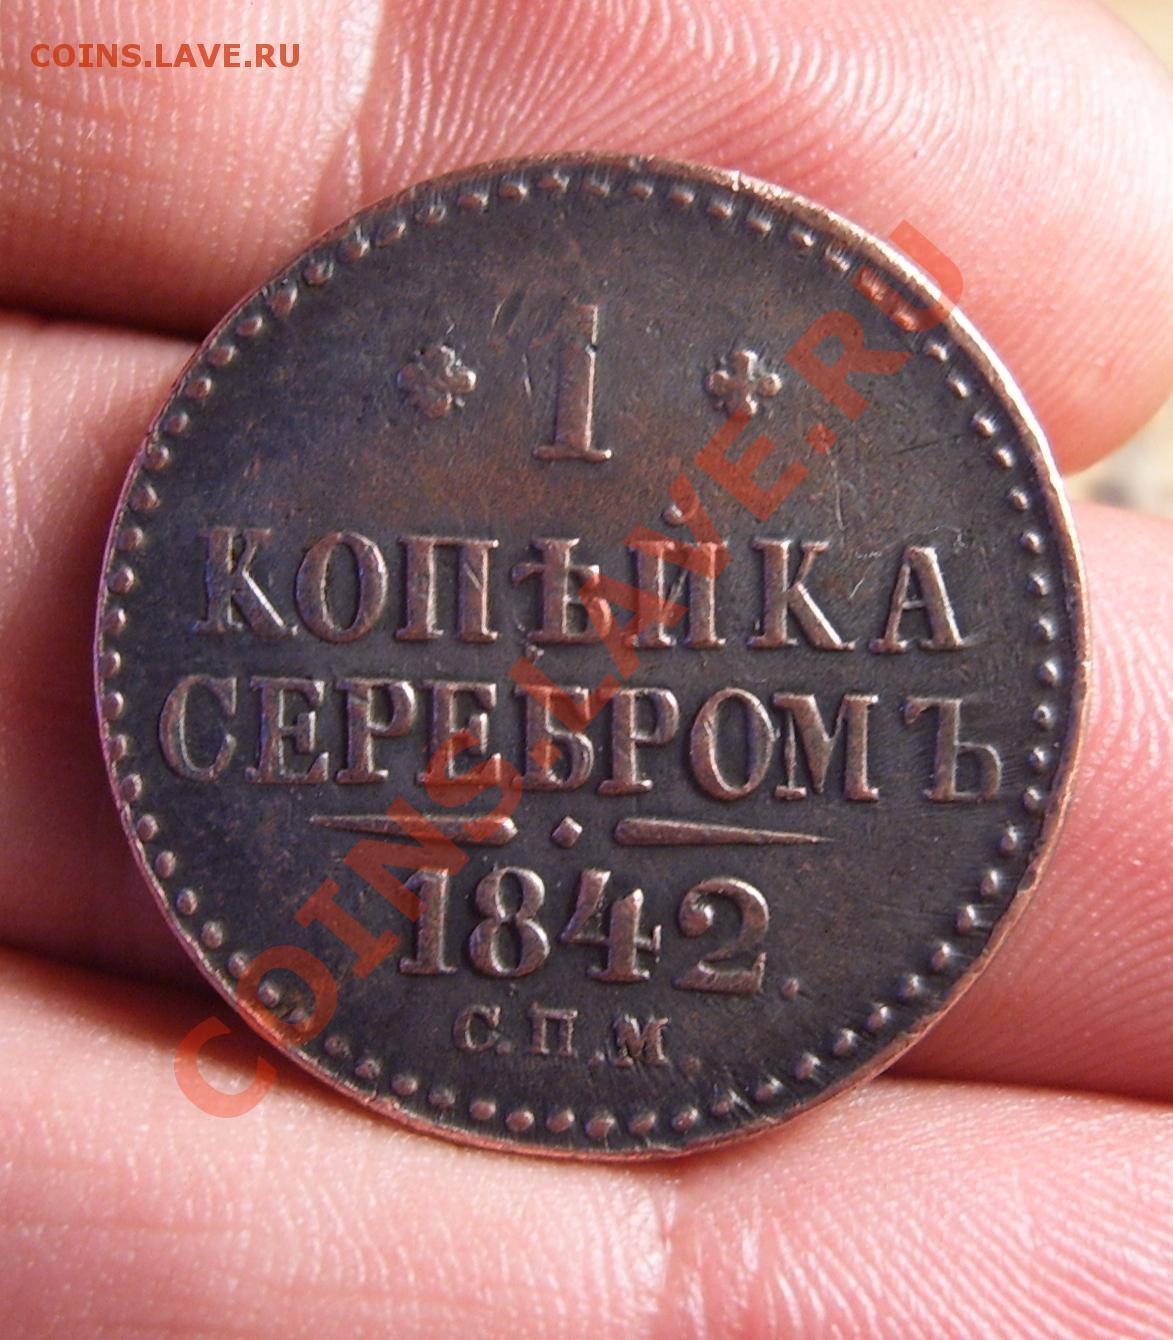 COINS.LAVE.RU
1
КОПѢЙКА
СЕРЕБРОМЪ
1842.
С.П.М.
COINS.LAVE.RU